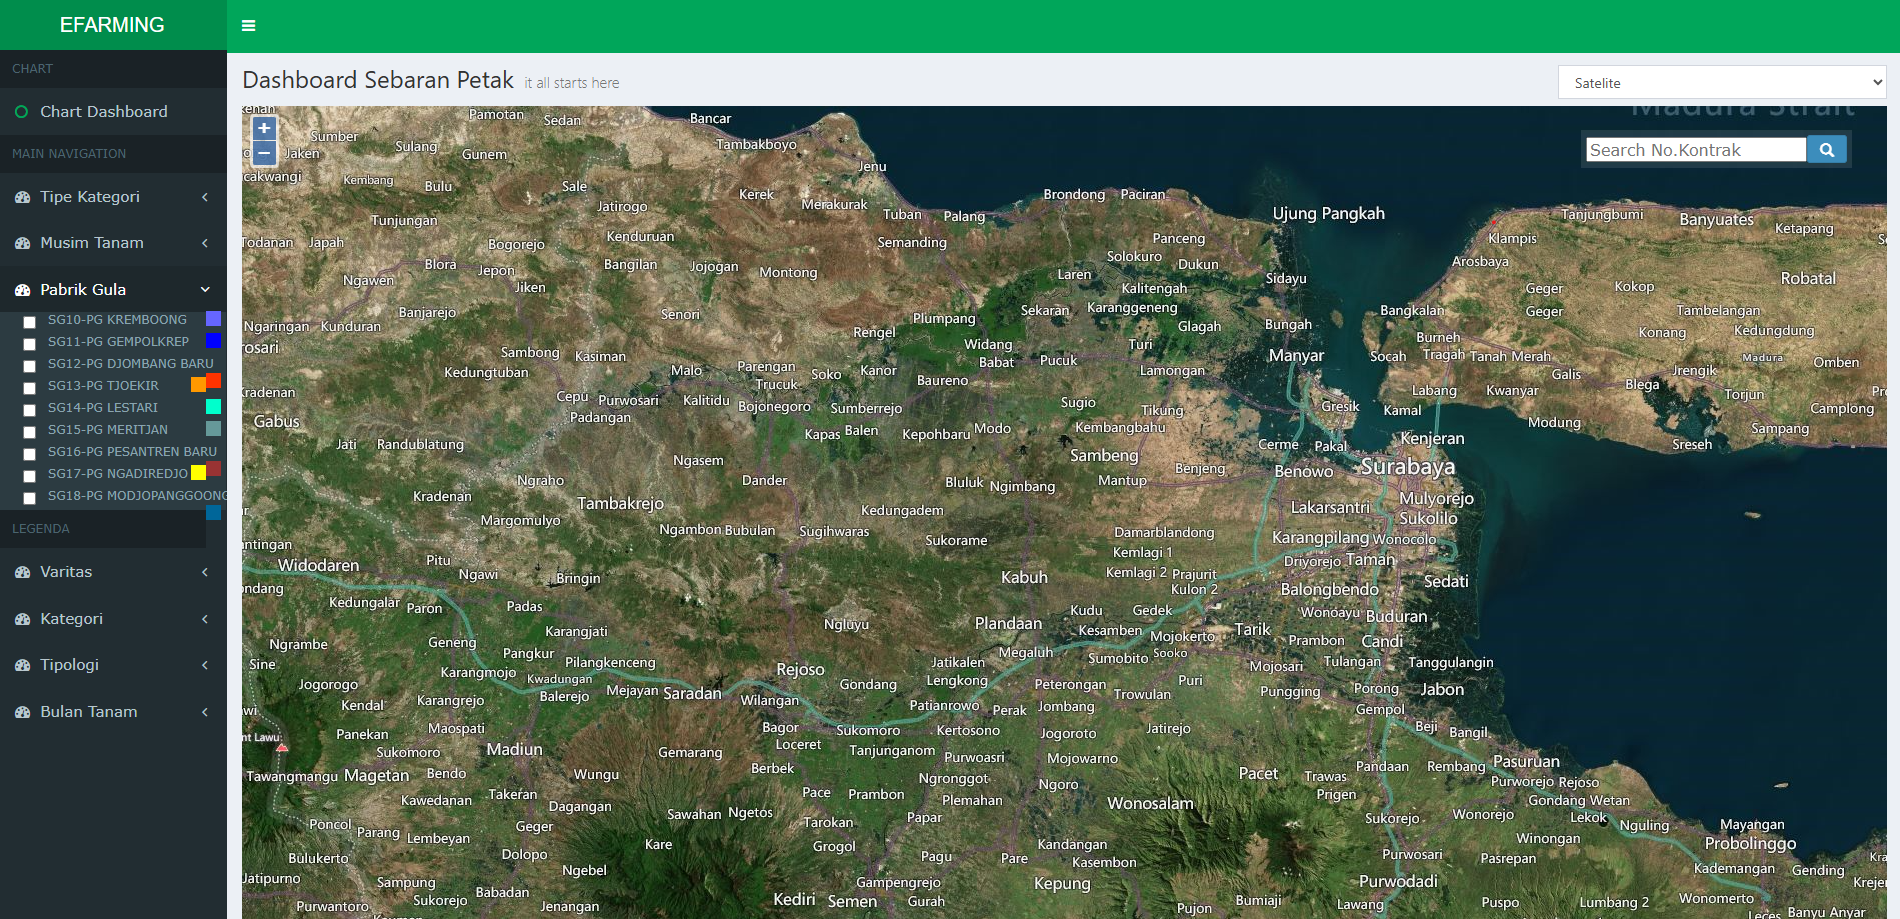 EFARMING
CHART
Chart Dashboard
MAIN NAVIGATION
Tipe Kategori
Musim Tanam
Pabrik Gula
SG10-PG KREMBOONG
SG11-PG GEMPOLKREP
SG12-PG DJOMBANG BARU
SG13-PG TJOEKIR
SG14-PG LESTARI
SG15-PG MERITJAN
SG16-PG PESANTREN BARU
SG17-PG NGADIREDJO
SG18-PG MODJOPANGGOONG
LEGENDA
Varitas
Kategori
Tipologi
Bulan Tanam
Dashboard Sebaran Petak it all starts here
Satelite
Madura Strait
Search No.Kontrak
+
−
Pamotan Sedan Bancar
Sumber Sulang Gunem Tambakboyo
Jaken Jenu
Kembang Bulu Sale Kerek Merakurak Brondong Paciran
Tunjungan Jatirogo Tuban Palang Ujung Pangkah Tanjungbumi Banyuates Ketapang
Todanan Japah Bogorejo Kenduruan Semanding Panceng Klampis
Blora Jepon Bangilan Jojogan Montong Solokuro Dukun Arosbaya
Ngawen Jiken Laren Kalitengah Sidayu Geger Kokop Robatal
Banjarejo Senori Plumpang Sekaran Karanggeneng Bangkalan Geger Tambelangan
Ngaringan Kunduran Rengel Glagah Bungah Burneh Konang Kedungdung
Sambong Kasiman Widang Turi Manyar Socah Tragah Tanah Merah Madura Omben
Kedungtuban Malo Parengan Soko Kanor Babat Pucuk Lamongan Galis Jrengik
Kradenan Trucuk Baureno Labang Kwanyar Blega Torjun
Cepu Purwosari Kalitidu Bojonegoro Sumberrejo Sugio Tikung Gresik Kamal Camplong
Gabus Padangan Kapas Balen Kepohbaru Modo Kembangbahu Modung Sampang
Jati Randublatung Cerme Pakal Kenjeran Sreseh
Ngasem Sambeng Benjeng Benowo Surabaya
Ngraho Dander Bluluk Ngimbang Mantup
Kradenan Tambakrejo Kedungadem Lakarsantri Mulyorejo
Margomulyo Ngambon Bubulan Sugihwaras Sukolilo
Sukorame Damarblandong Karangpilang Wonocolo
Widodaren Pitu Kemlagi 1 Driyorejo Taman
Ngawi Bringin Kabuh Kemlagi 2 Prajurit
Kulon 2 Balongbendo Sedati
Kedungalar Paron Padas Kudu Gedek Wonoayu Buduran
Karangjati Ngluyu Plandaan Kesamben Mojokerto Tarik Prambon Candi
Ngrambe Geneng Pangkur Pilangkenceng Megaluh Sumobito Sooko Tulangan Tanggulangin
Sine Karangmojo Kwadungan Rejoso Jatikalen Mojosari
Jogorogo Balerejo Mejayan Saradan Gondang Lengkong Peterongan Trowulan Puri Pungging Porong Jabon
Kendal Karangrejo Wilangan Patianrowo Perak Jombang Gempol
Panekan Maospati Bagor Sukomoro Kertosono Jogoroto Jatirejo Beji Bangil
Sukomoro Madiun Gemarang Loceret Tanjunganom Purwoasri Mojowarno Pandaan Rembang Pasuruan
Tawangmangu Magetan Bendo Wungu Berbek Ngronggot Ngoro Pacet Trawas Purworejo Rejoso
Kawedanan Takeran Dagangan Pace Prambon Plemahan Wonosalam Prigen Gondang Wetan
Poncol Parang Geger Sawahan Ngetos Tarokan Papar Sukorejo Wonorejo Lekok Nguling Mayangan
Lembeyan Kare Grogol Kandangan Winongan Probolinggo
Bulukerto Dolopo Pagu Pare Kasembon Purwosari Pasrepan Kademangan Gending
Jatipurno Sampung Ngebel Gampengrejo Kepung Purwodadi
Purwantoro Sukorejo Babadan Jenangan Kediri Semen Gurah Pujon Bumiaji Lawang Puspo Lumbang 2 Wonomerto
Leces Banyu Anyar